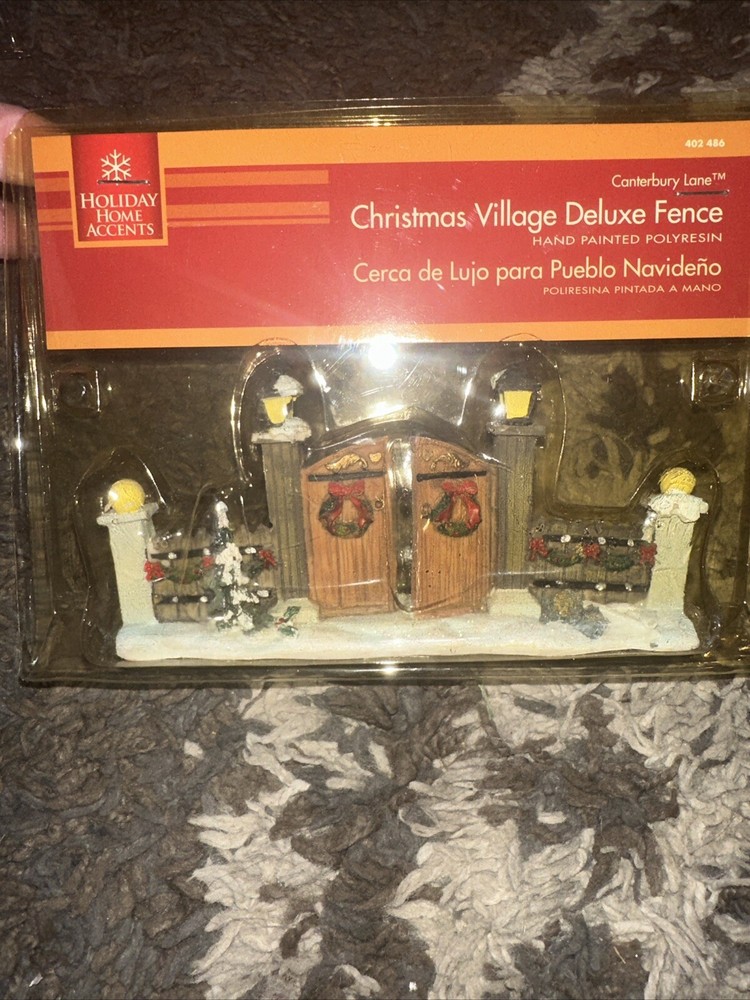 402 486
HOLIDAY
HOME
ACCENTS
Canterbury Lane™
Christmas Village Deluxe Fence
HAND PAINTED POLYRESIN
Cerca de Lujo para Pueblo Navideño
POLIRESINA PINTADA A MANO